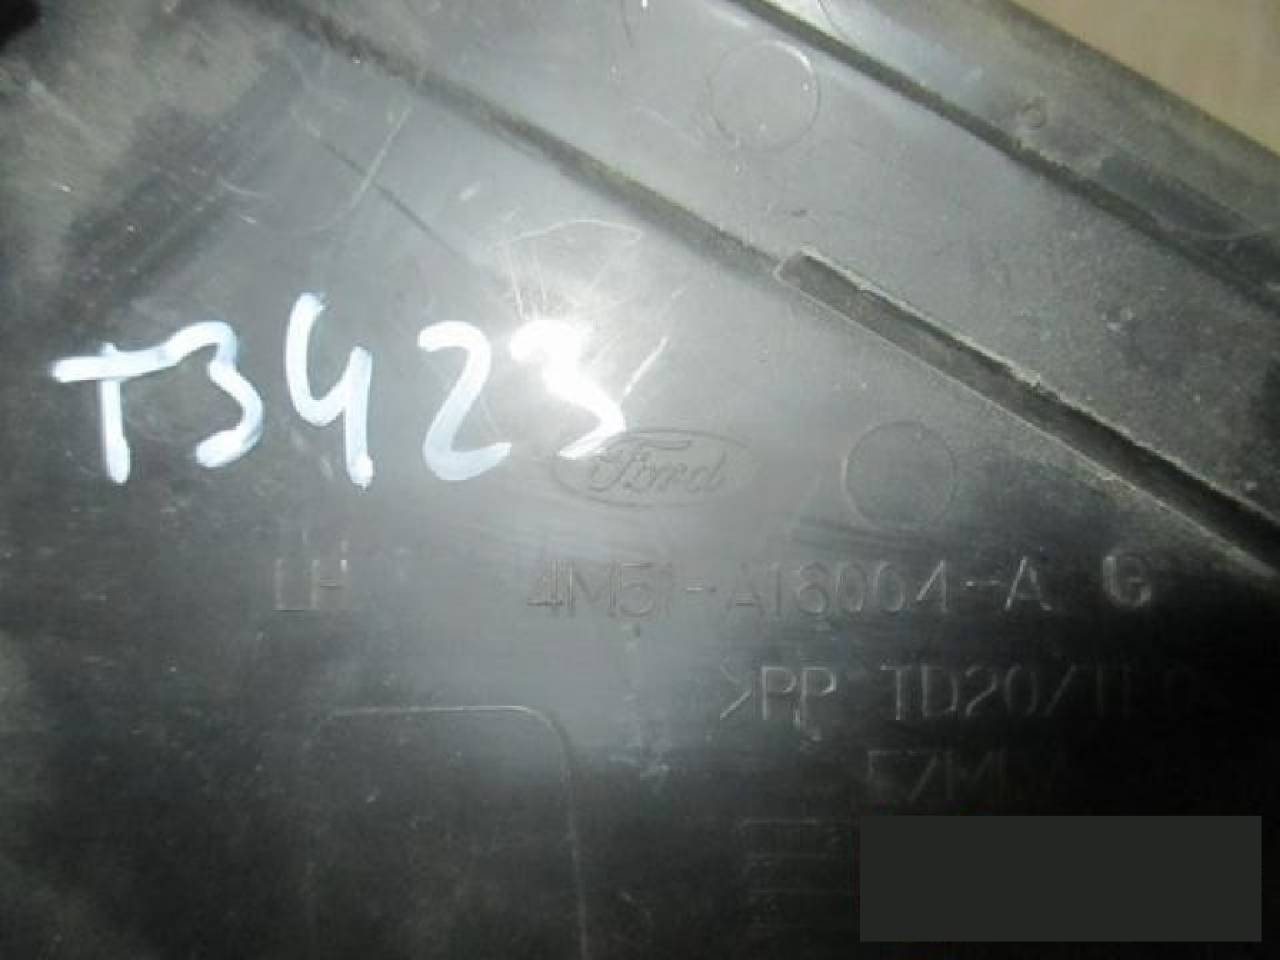 T3423
Ford
LH 4M51-A16004-A G
>PP TD20